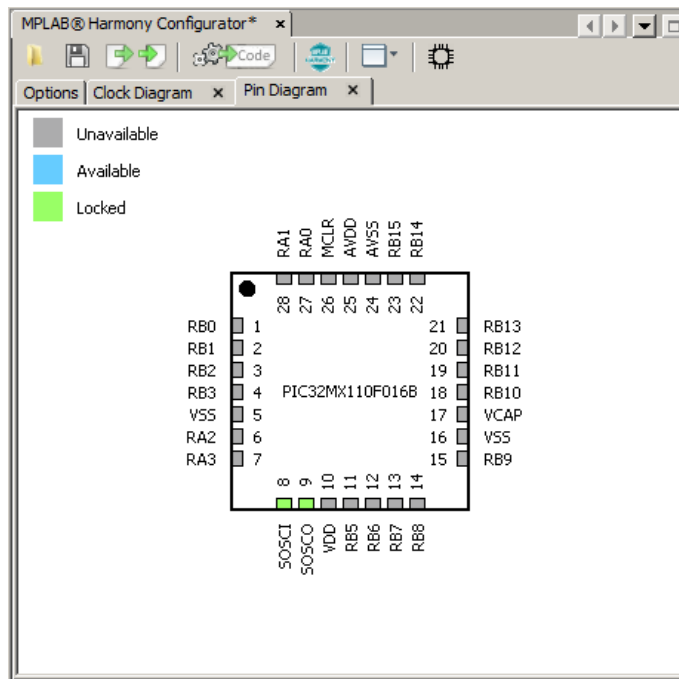 MPLAB® Harmony Configurator* ×
Code
Options Clock Diagram × Pin Diagram ×
Unavailable
Available
Locked
RA1 RA0 MCLR AVDD AVSS RB15 RB14
28 27 26 25 24 23 22
RB0 1 21 RB13
RB1 2 20 RB12
RB2 3 19 RB11
RB3 4 PIC32MX110F016B 18 RB10
VSS 5 17 VCAP
RA2 6 16 VSS
RA3 7 15 RB9
8 9 10 11 12 13 14
SOSCI SOSCO VDD RB5 RB6 RB7 RB8